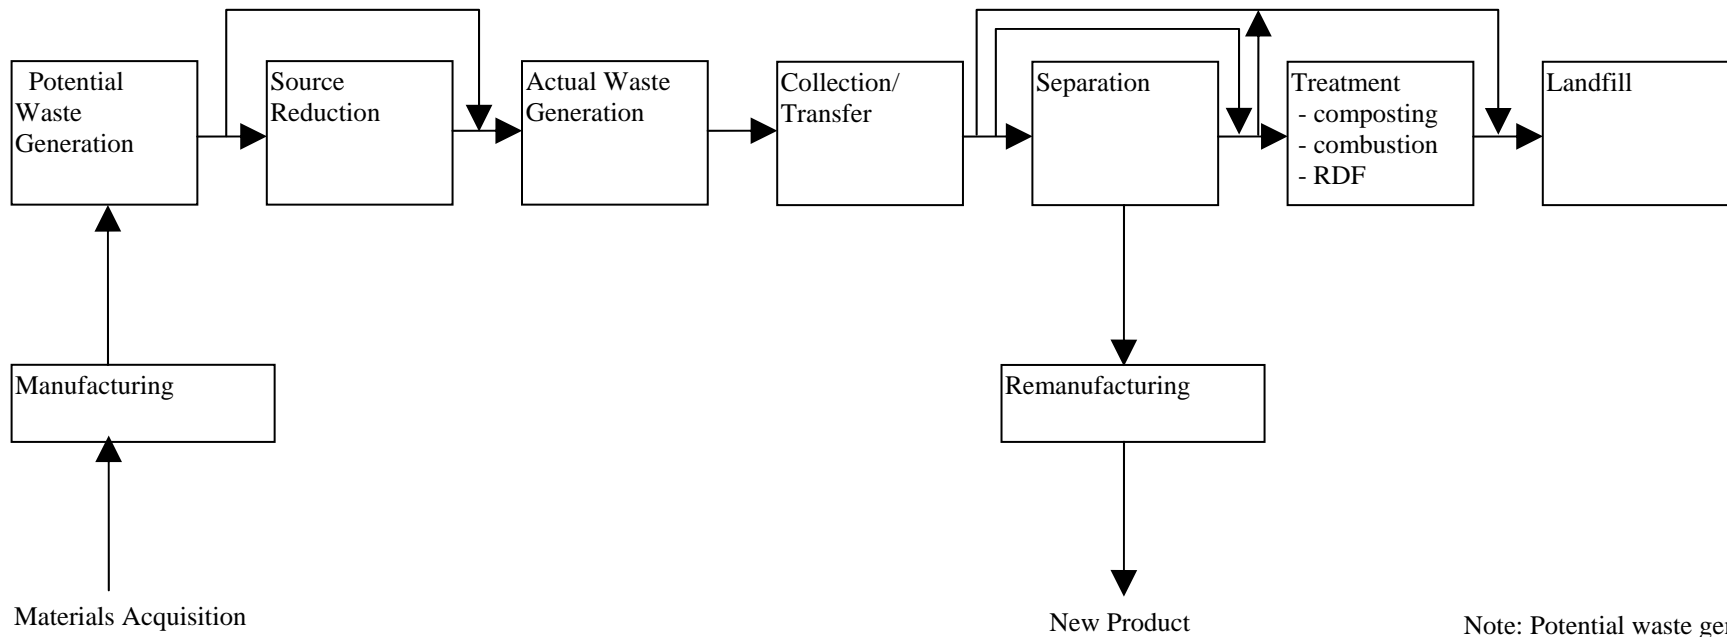 Potential
Waste
Generation
Source
Reduction
Actual Waste
Generation
Collection/
Transfer
Separation
Treatment
- composting
- combustion
- RDF
Landfill
Manufacturing
Remanufacturing
Materials Acquisition
New Product
Note: Potential waste ger